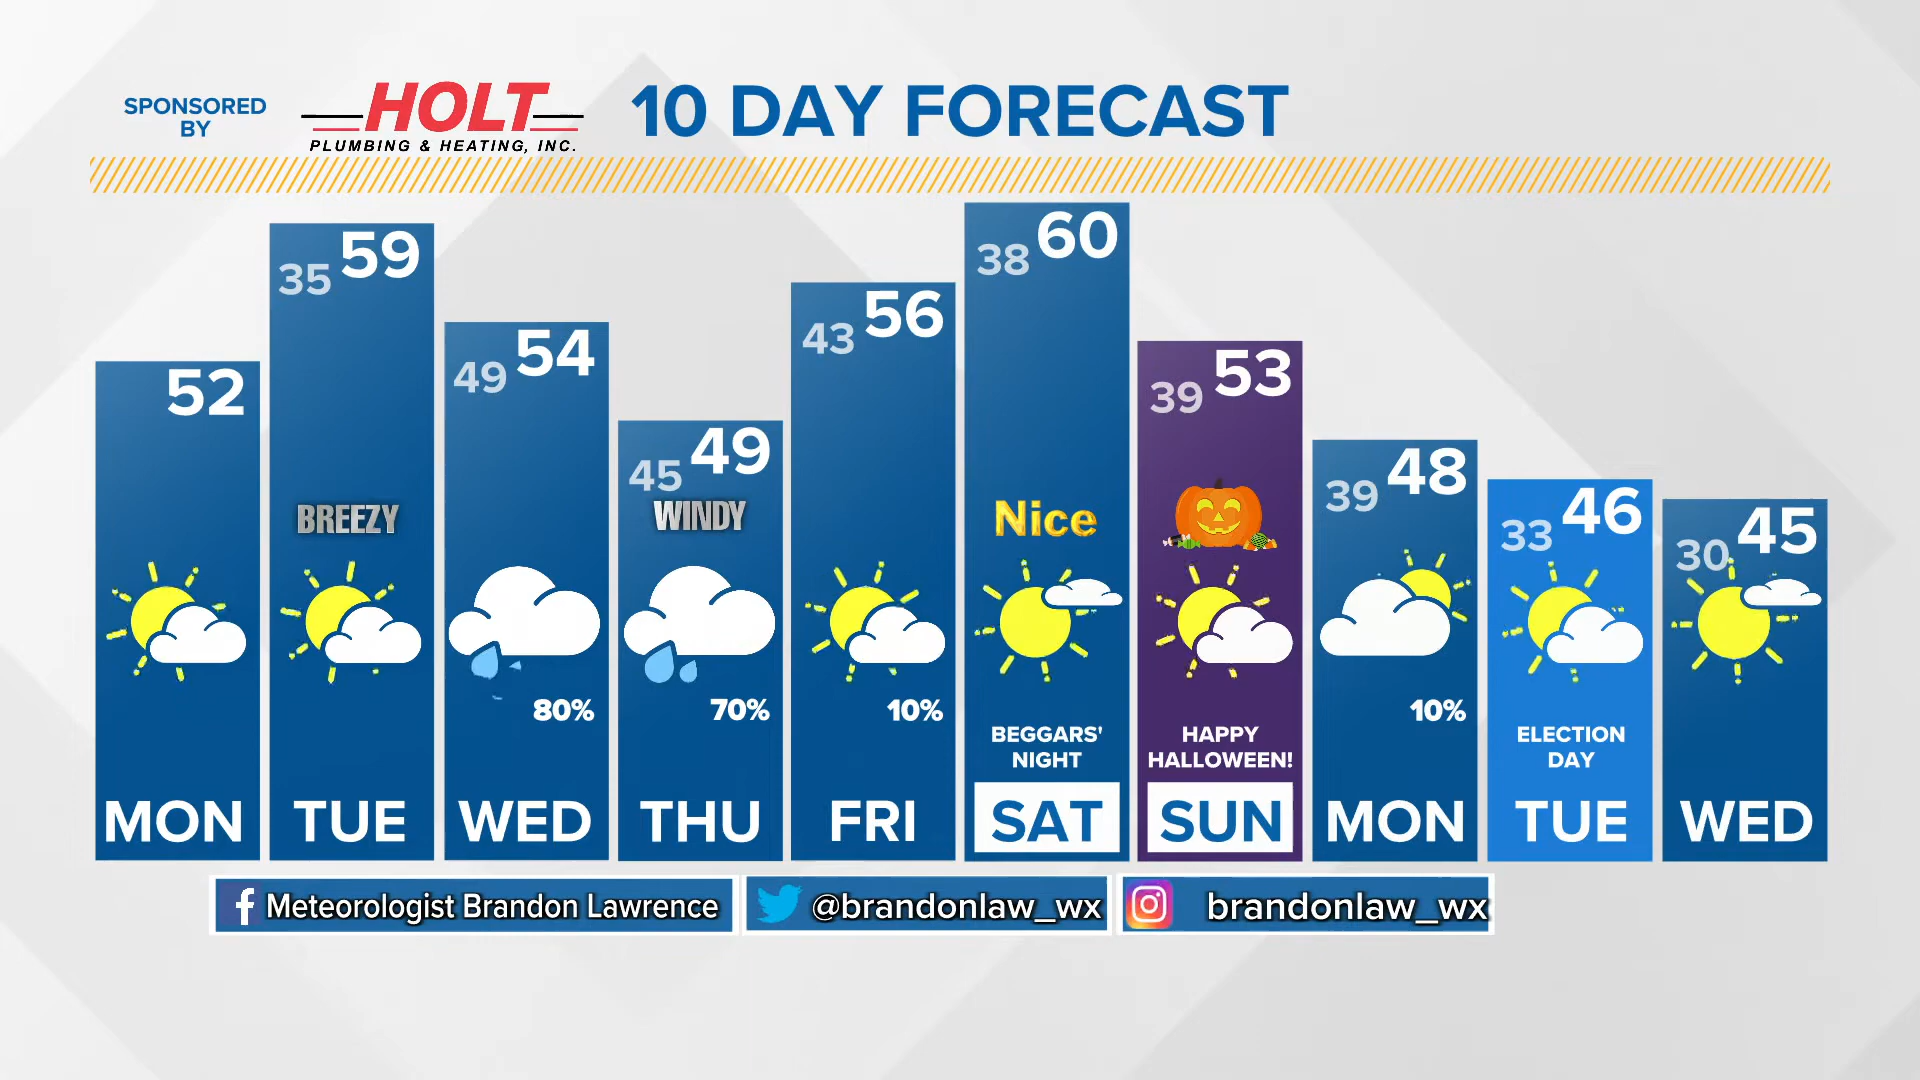 SPONSORED
BY
HOLT
PLUMBING & HEATING, INC.
10 DAY FORECAST
52
MON
35 59
BREEZY
TUE
49 54
80%
WED
45 49
WINDY
70%
THU
43 56
10%
FRI
38 60
Nice
BEGGARS'
NIGHT
SAT
39 53
HAPPY
HALLOWEEN!
SUN
39 48
10%
MON
33 46
ELECTION
DAY
TUE
30 45
WED
f Meteorologist Brandon Lawrence
@brandonlaw_wx
brandonlaw_wx